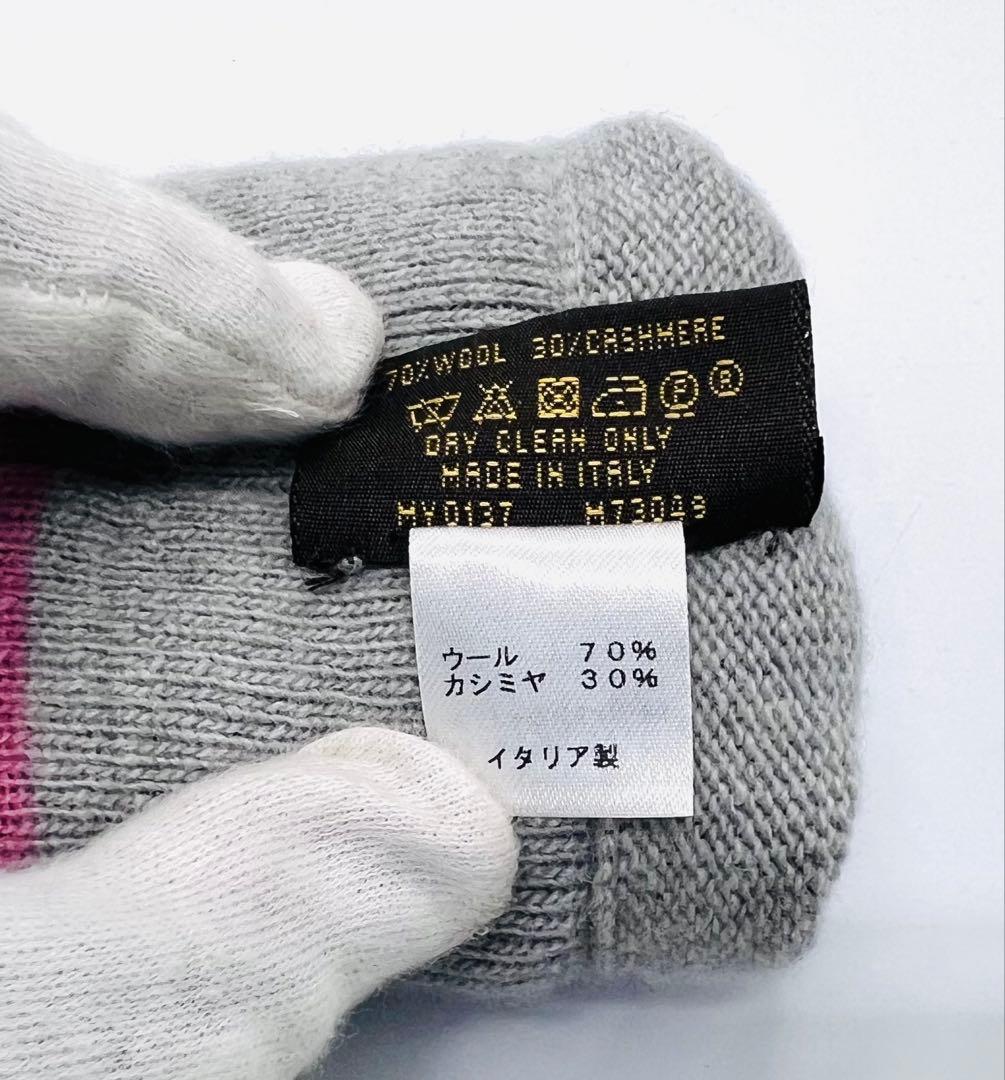 70%WOOL 30%CASHMERE
P R
DRY CLEAN ONLY
MADE IN ITALY
MY0137 M73043
ウール 70%
カシミヤ 30%
イタリア製